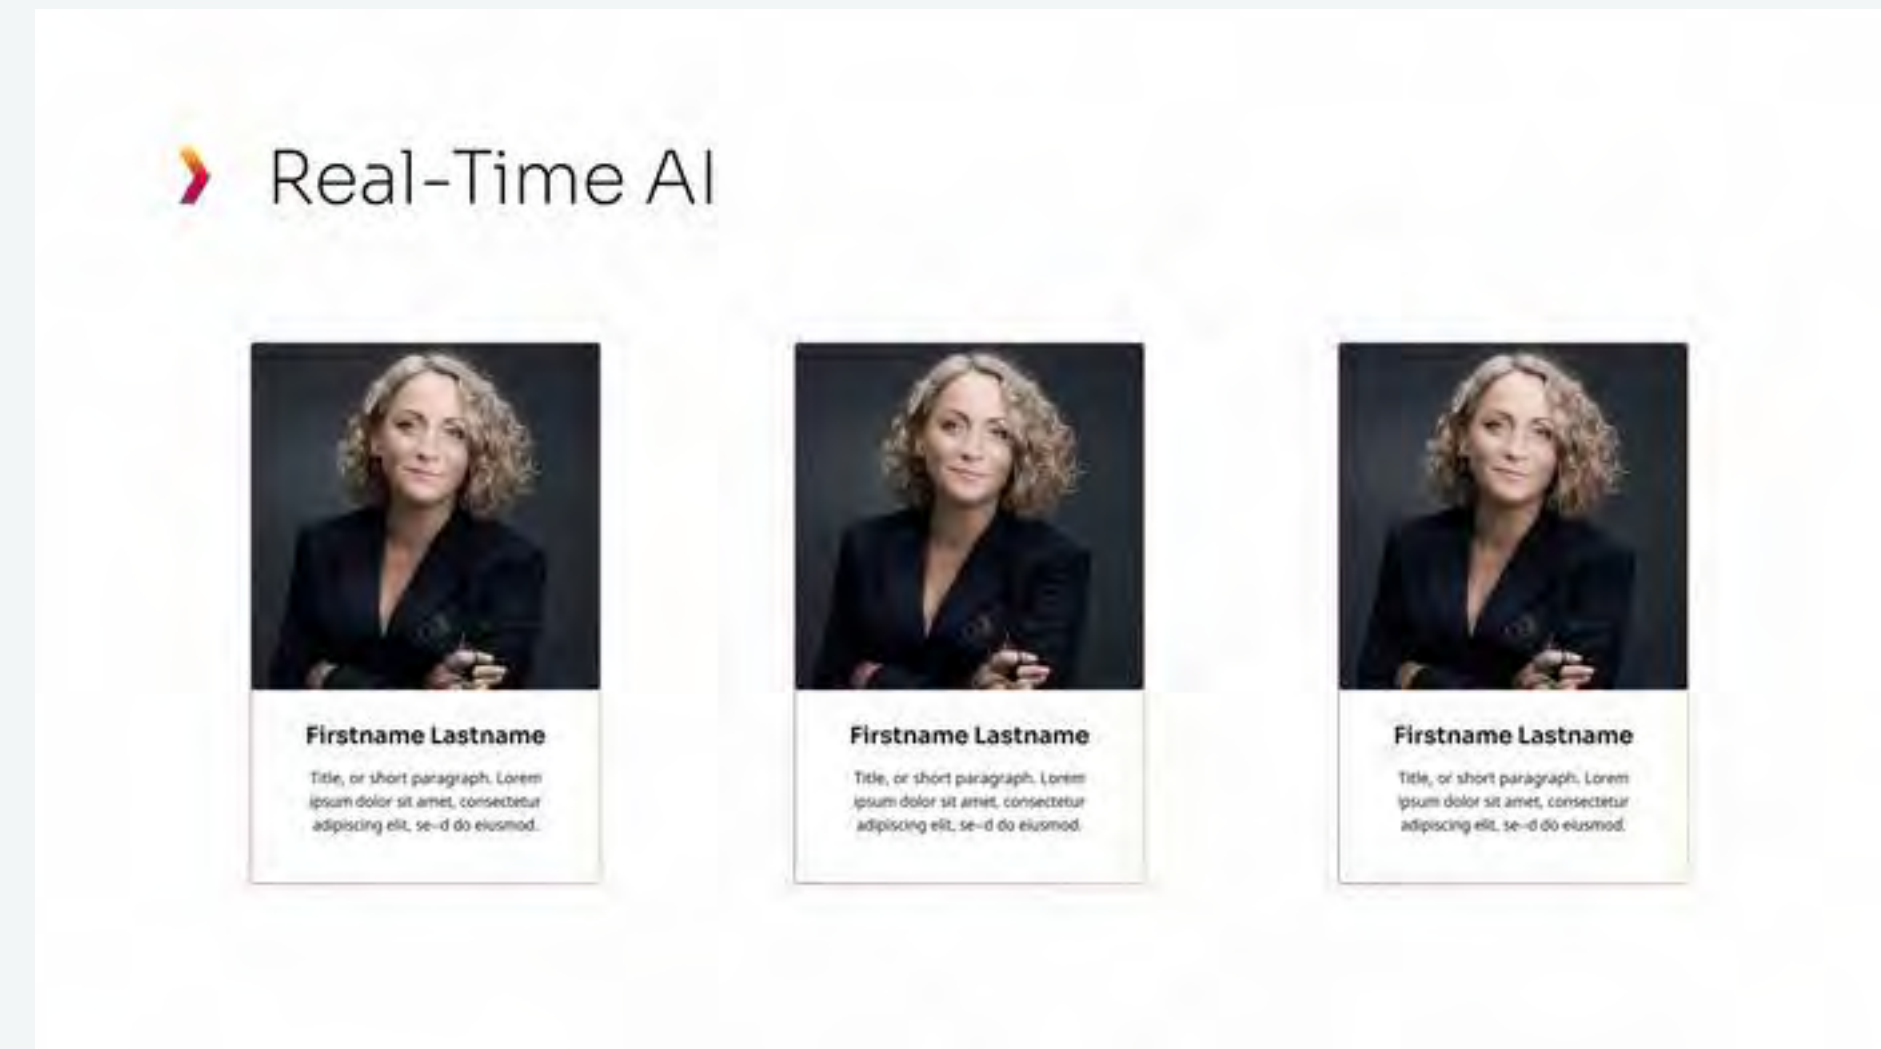 Real-Time AI
Firstname Lastname
Title, or short paragraph. Lorem
ipsum dolor sit amet, consectetur
adipiscing elit, se-d do eiusmod.
Firstname Lastname
Title, or short paragraph. Lorem
ipsum dolor sit amet, consectetur
adipiscing elit, se-d do eiusmod.
Firstname Lastname
Title, or short paragraph. Lorem
ipsum dolor sit amet, consectetur
adipiscing elit, se-d do eiusmod.